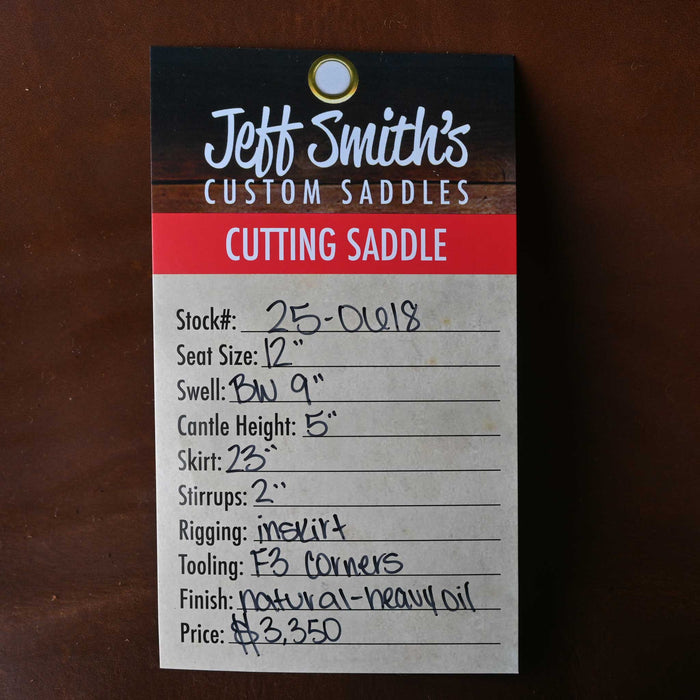 Jeff Smith's
CUSTOM SADDLES
CUTTING SADDLE
Stock#: 25-0618
Seat Size: 12"
Swell: BW 9"
Cantle Height: 5"
Skirt: 23"
Stirrups: 2"
Rigging: inskirt
Tooling: F3 corners
Finish: natural-heavy oil
Price: $3,350